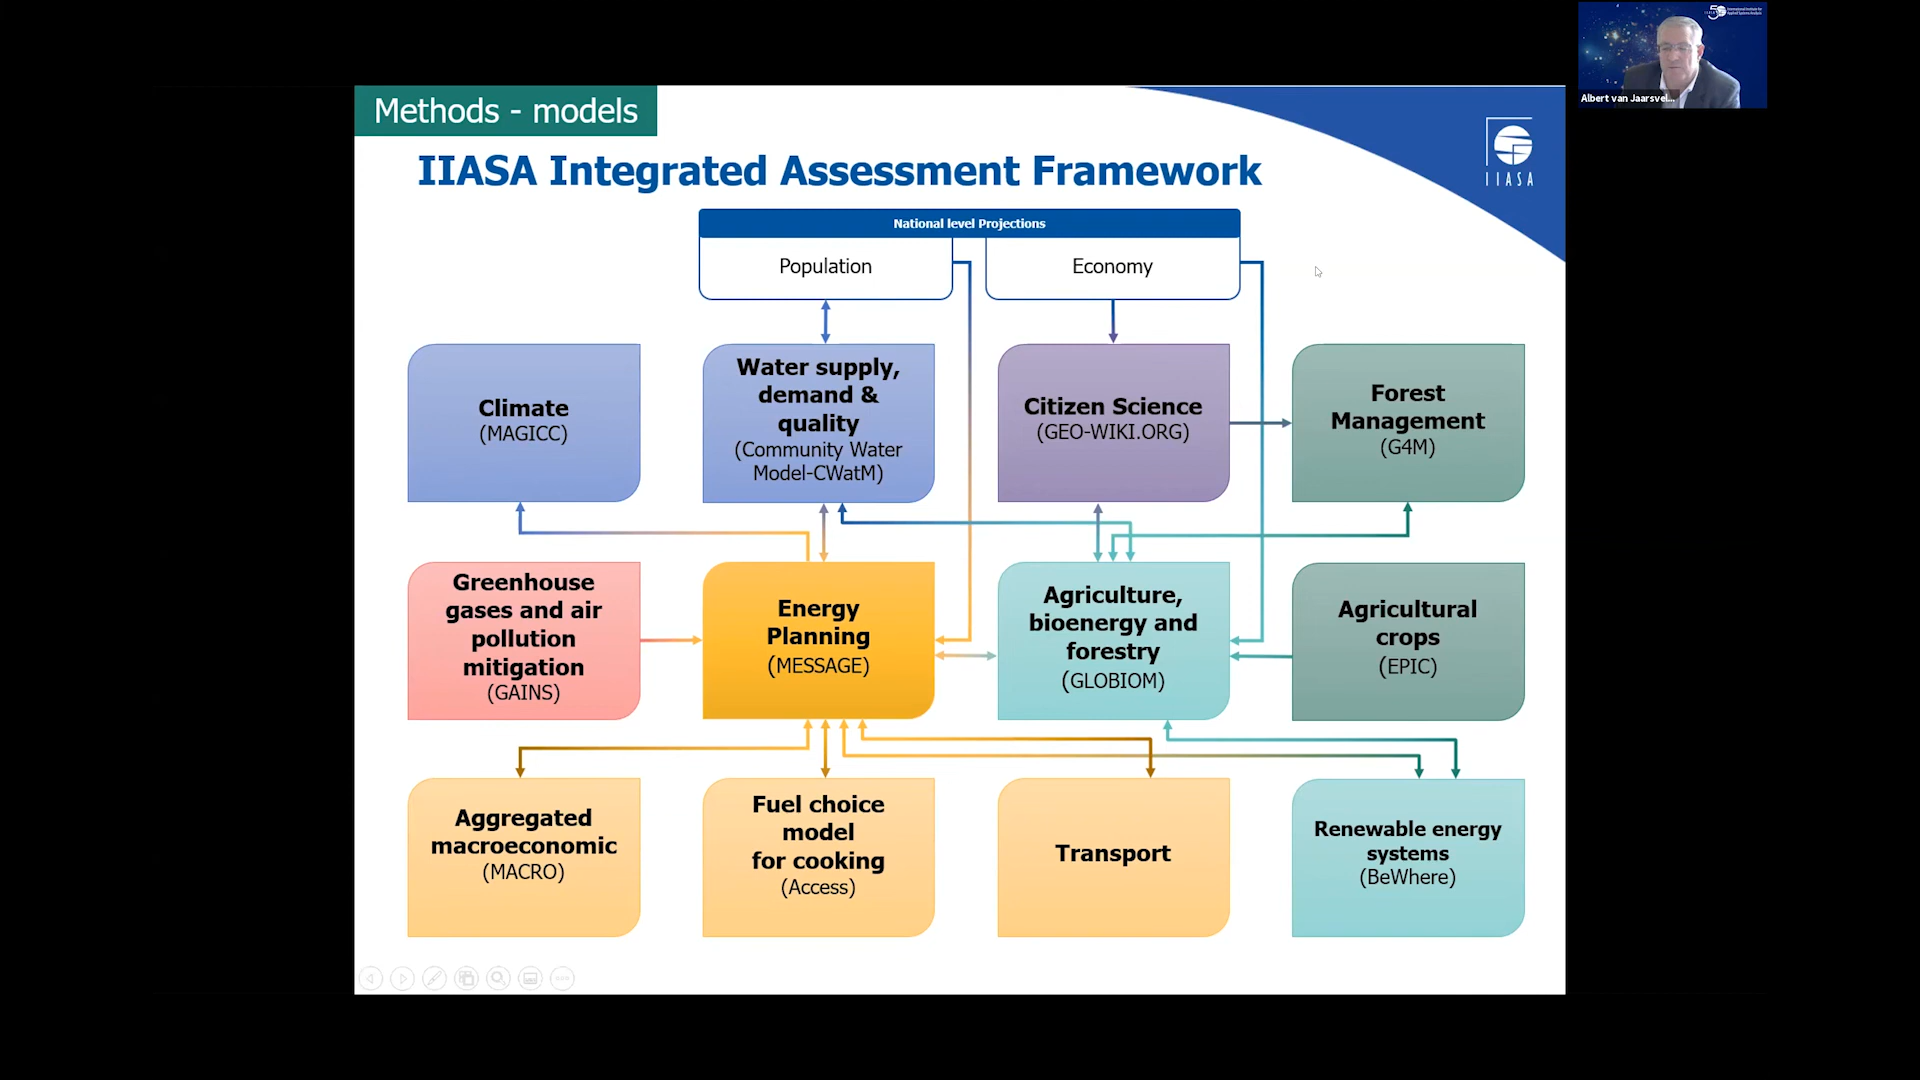 Albert van Jaarsvel...
Methods - models
IIASA
IIASA Integrated Assessment Framework
National level Projections
Population
Economy
Climate
(MAGICC)
Water supply,
demand &
quality
(Community Water
Model-CWatM)
Citizen Science
(GEO-WIKI.ORG)
Forest
Management
(G4M)
Greenhouse
gases and air
pollution
mitigation
(GAINS)
Energy
Planning
(MESSAGE)
Agriculture,
bioenergy and
forestry
(GLOBIOM)
Agricultural
crops
(EPIC)
Aggregated
macroeconomic
(MACRO)
Fuel choice
model
for cooking
(Access)
Transport
Renewable energy
systems
(BeWhere)